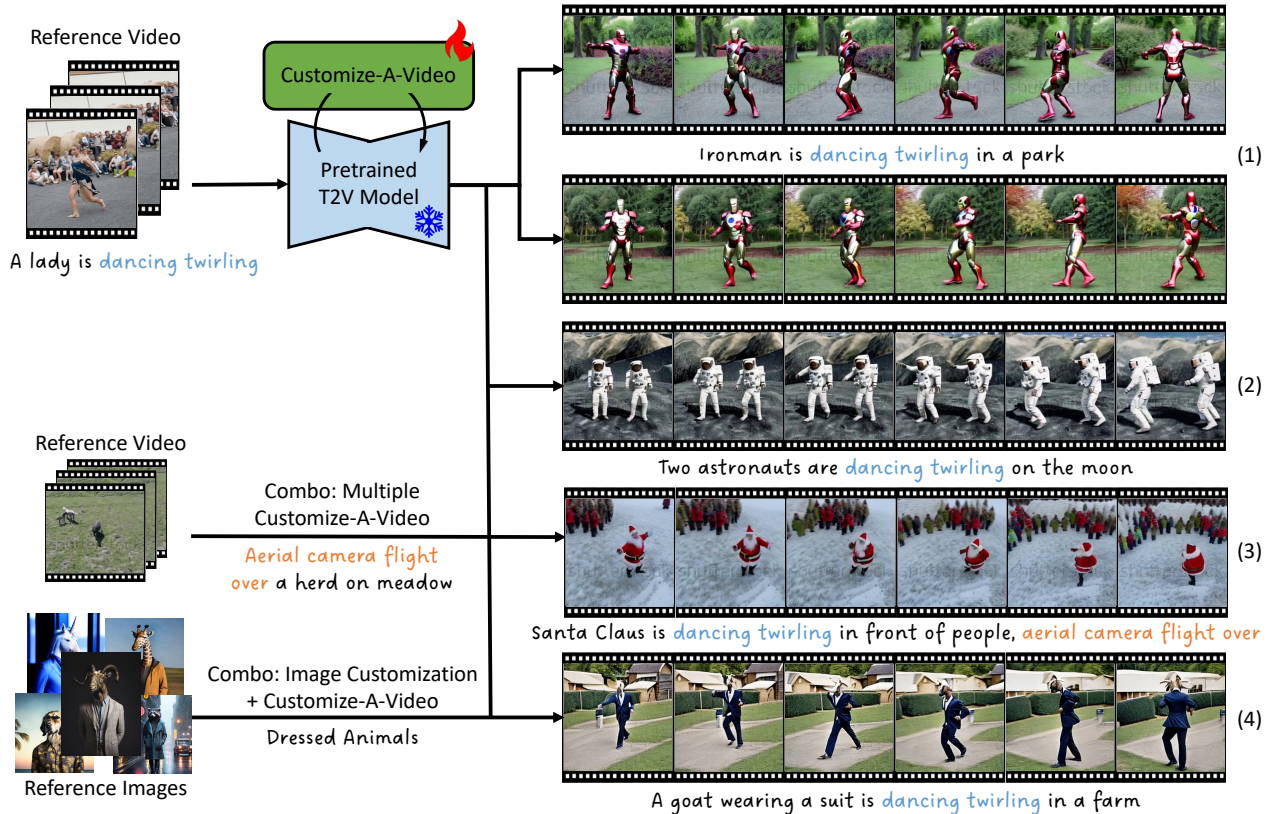 Reference Video
Customize-A-Video
Pretrained
T2V Model
A lady is dancing twirling
Ironman is dancing twirling in a park
(1)
Two astronauts are dancing twirling on the moon
(2)
Reference Video
Combo: Multiple
Customize-A-Video
Aerial camera flight
over a herd on meadow
(3)
Santa Claus is dancing twirling in front of people, aerial camera flight over
Combo: Image Customization
+ Customize-A-Video
Dressed Animals
Reference Images
(4)
A goat wearing a suit is dancing twirling in a farm